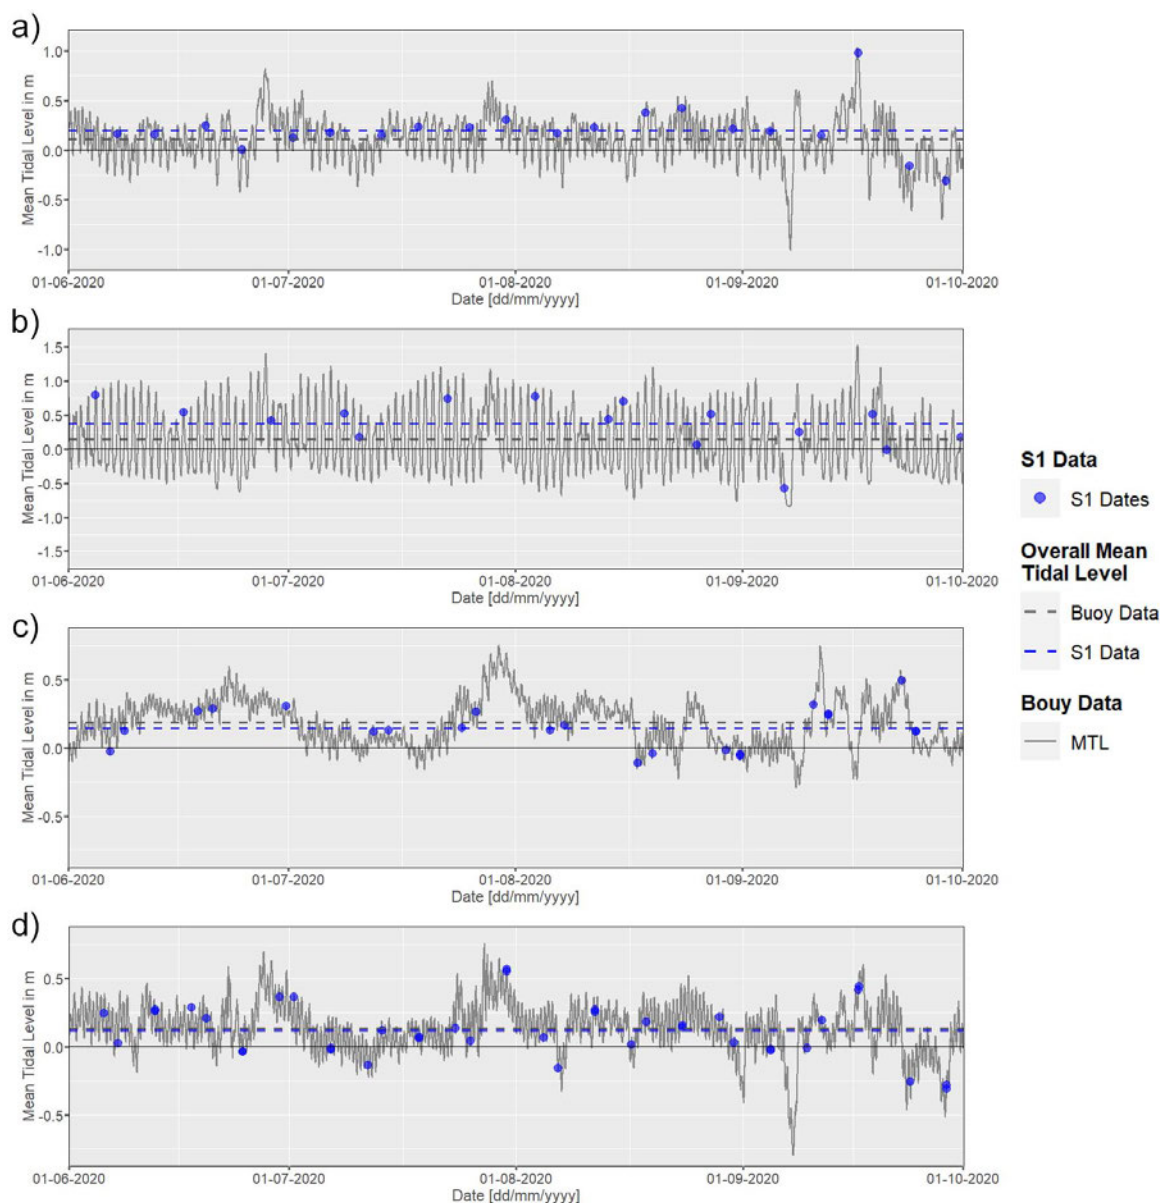 a)
Mean Tidal Level in m
1.0
0.5
0.0
-0.5
-1.0
01-06-2020 01-07-2020 01-08-2020 01-09-2020 01-10-2020
Date [dd/mm/yyyy]
b)
Mean Tidal Level in m
1.5
1.0
0.5
0.0
-0.5
-1.0
-1.5
01-06-2020 01-07-2020 01-08-2020 01-09-2020 01-10-2020
Date [dd/mm/yyyy]
c)
Mean Tidal Level in m
0.5
0.0
-0.5
01-06-2020 01-07-2020 01-08-2020 01-09-2020 01-10-2020
Date [dd/mm/yyyy]
d)
Mean Tidal Level in m
0.5
0.0
-0.5
01-06-2020 01-07-2020 01-08-2020 01-09-2020 01-10-2020
Date [dd/mm/yyyy]
S1 Data
S1 Dates
Overall Mean
Tidal Level
Buoy Data
S1 Data
Bouy Data
MTL